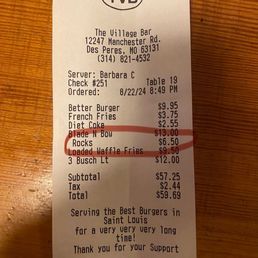 TVB
The Village Bar
12247 Manchester Rd.
Des Peres, MO 63131
(314) 821-4532
Server: Barbara C
Check #251 Table 19
Ordered: 8/22/24 8:49 PM
Better Burger $9.95
French Fries $3.75
Diet Coke $2.55
Blade N Bow $13.00
Rocks $6.50
Loaded Waffle Fries $9.50
3 Busch Lt $12.00
Subtotal $57.25
Tax $2.44
Total $59.69
Serving the Best Burgers in
Saint Louis
for a very very very long
time!
Thank you for your Support